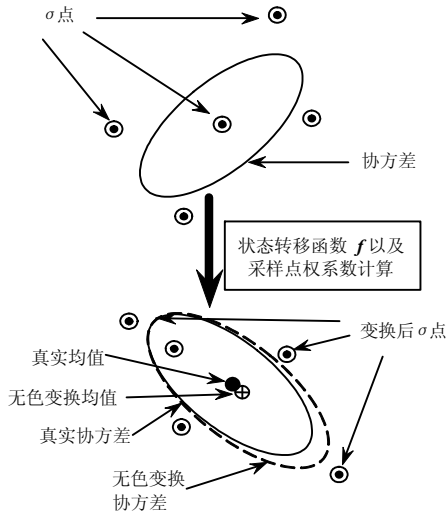 σ点
协方差
状态转移函数 f 以及
采样点权系数计算
变换后σ点
真实均值
无色变换均值
真实协方差
无色变换
协方差